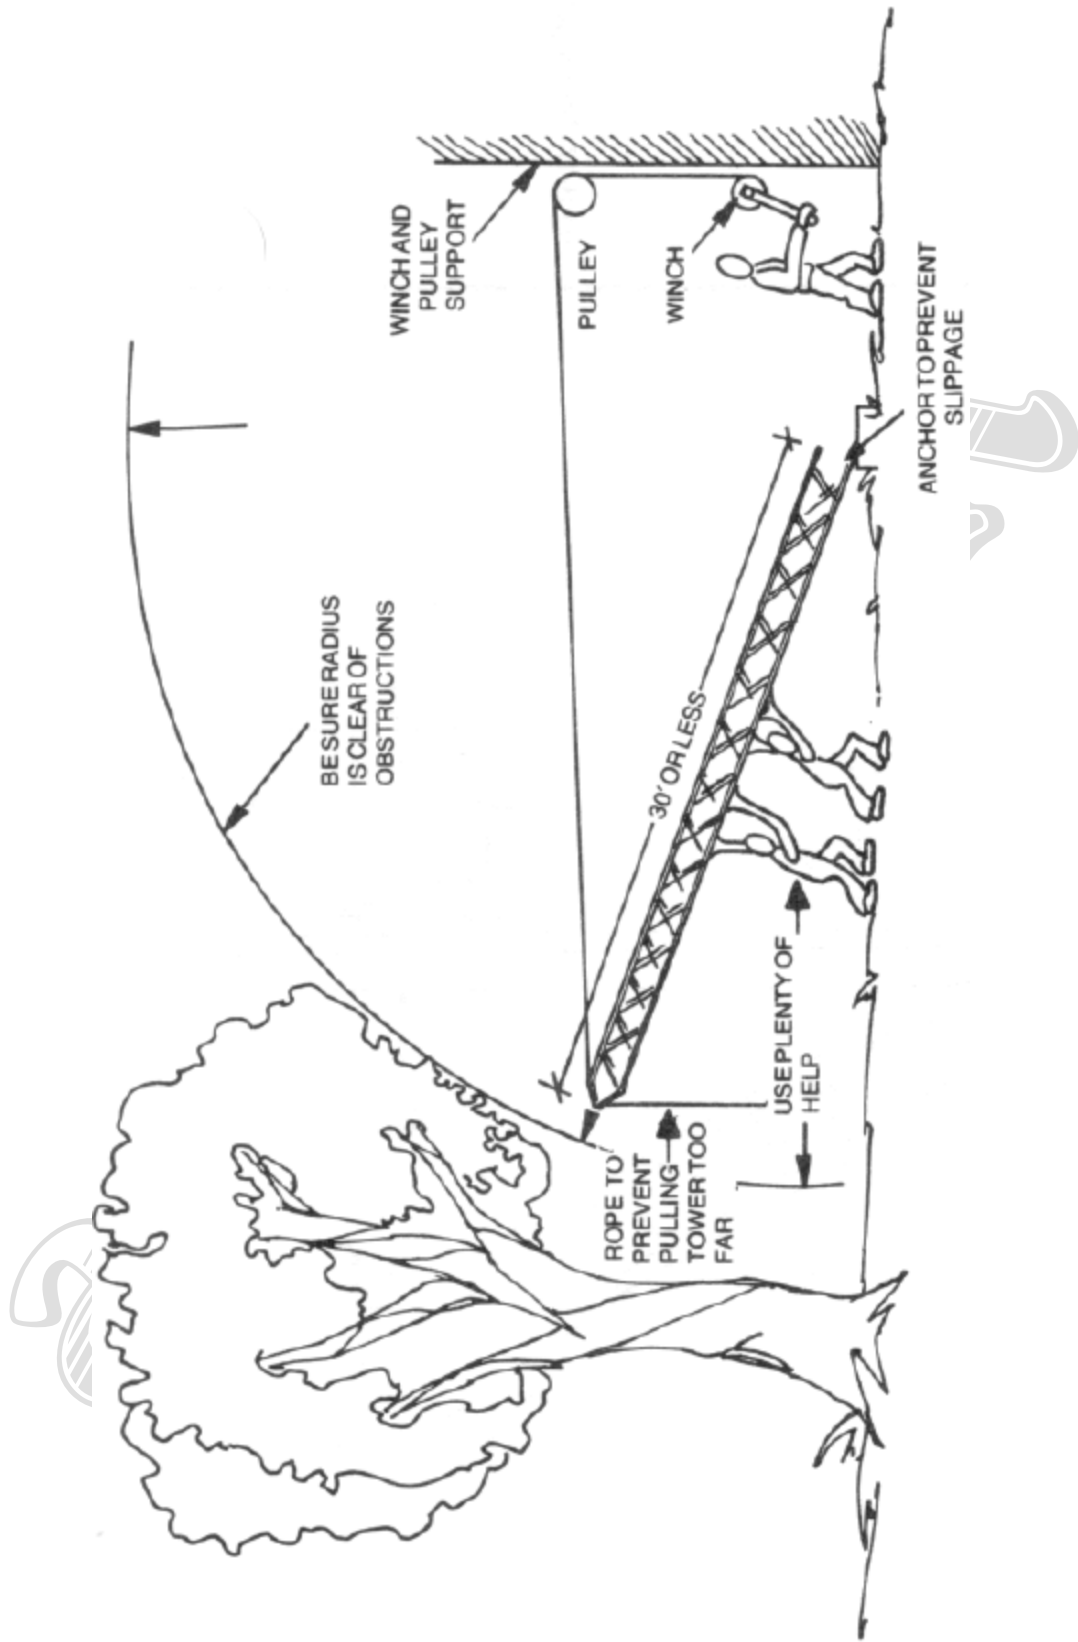 WINCH AND
PULLEY
SUPPORT
PULLEY
WINCH
ANCHOR TO PREVENT
SLIPPAGE
BE SURE RADIUS
IS CLEAR OF
OBSTRUCTIONS
30' OR LESS
USE PLENTY OF
HELP
ROPE TO
PREVENT
PULLING
TOWER TOO
FAR